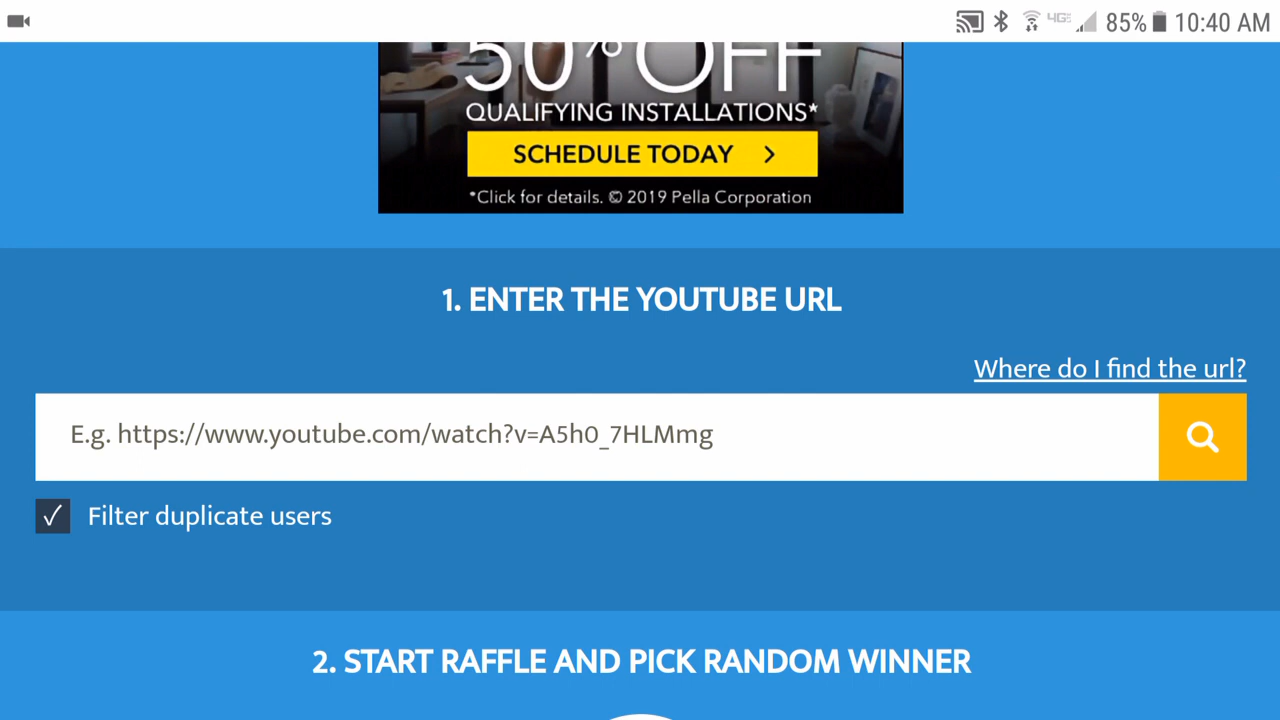 4G
85% 10:40 AM
50% OFF
QUALIFYING INSTALLATIONS*
SCHEDULE TODAY >
*Click for details. © 2019 Pella Corporation
1. ENTER THE YOUTUBE URL
Where do I find the url?
E.g. https://www.youtube.com/watch?v=A5h0_7HLMmg
✓ Filter duplicate users
2. START RAFFLE AND PICK RANDOM WINNER